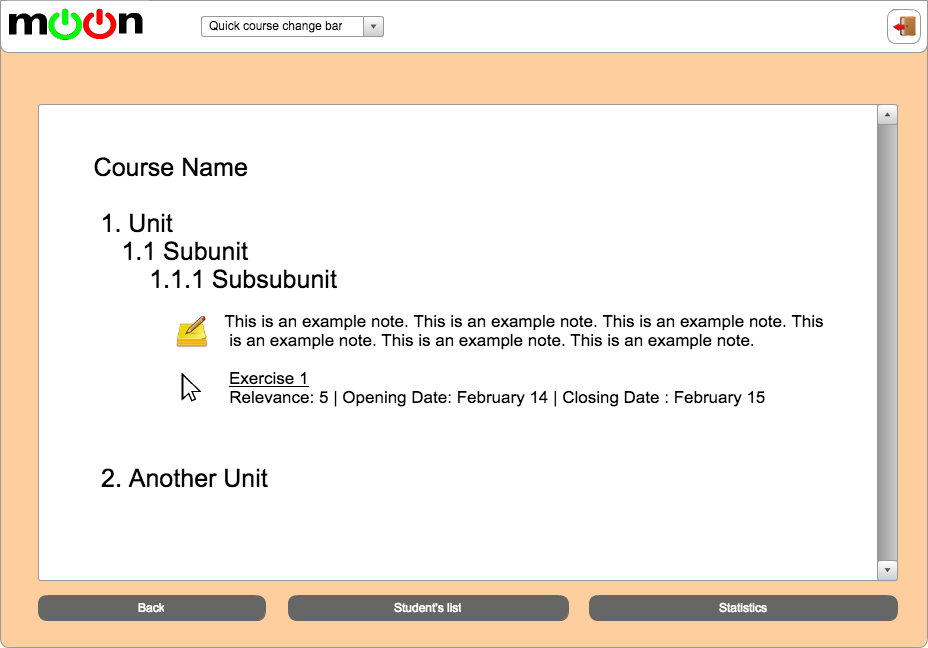 moon
Quick course change bar
Course Name
1. Unit
1.1 Subunit
1.1.1 Subsubunit
This is an example note. This is an example note. This is an example note. This
is an example note. This is an example note. This is an example note.
Exercise 1
Relevance: 5 | Opening Date: February 14 | Closing Date : February 15
2. Another Unit
Back
Student's list
Statistics